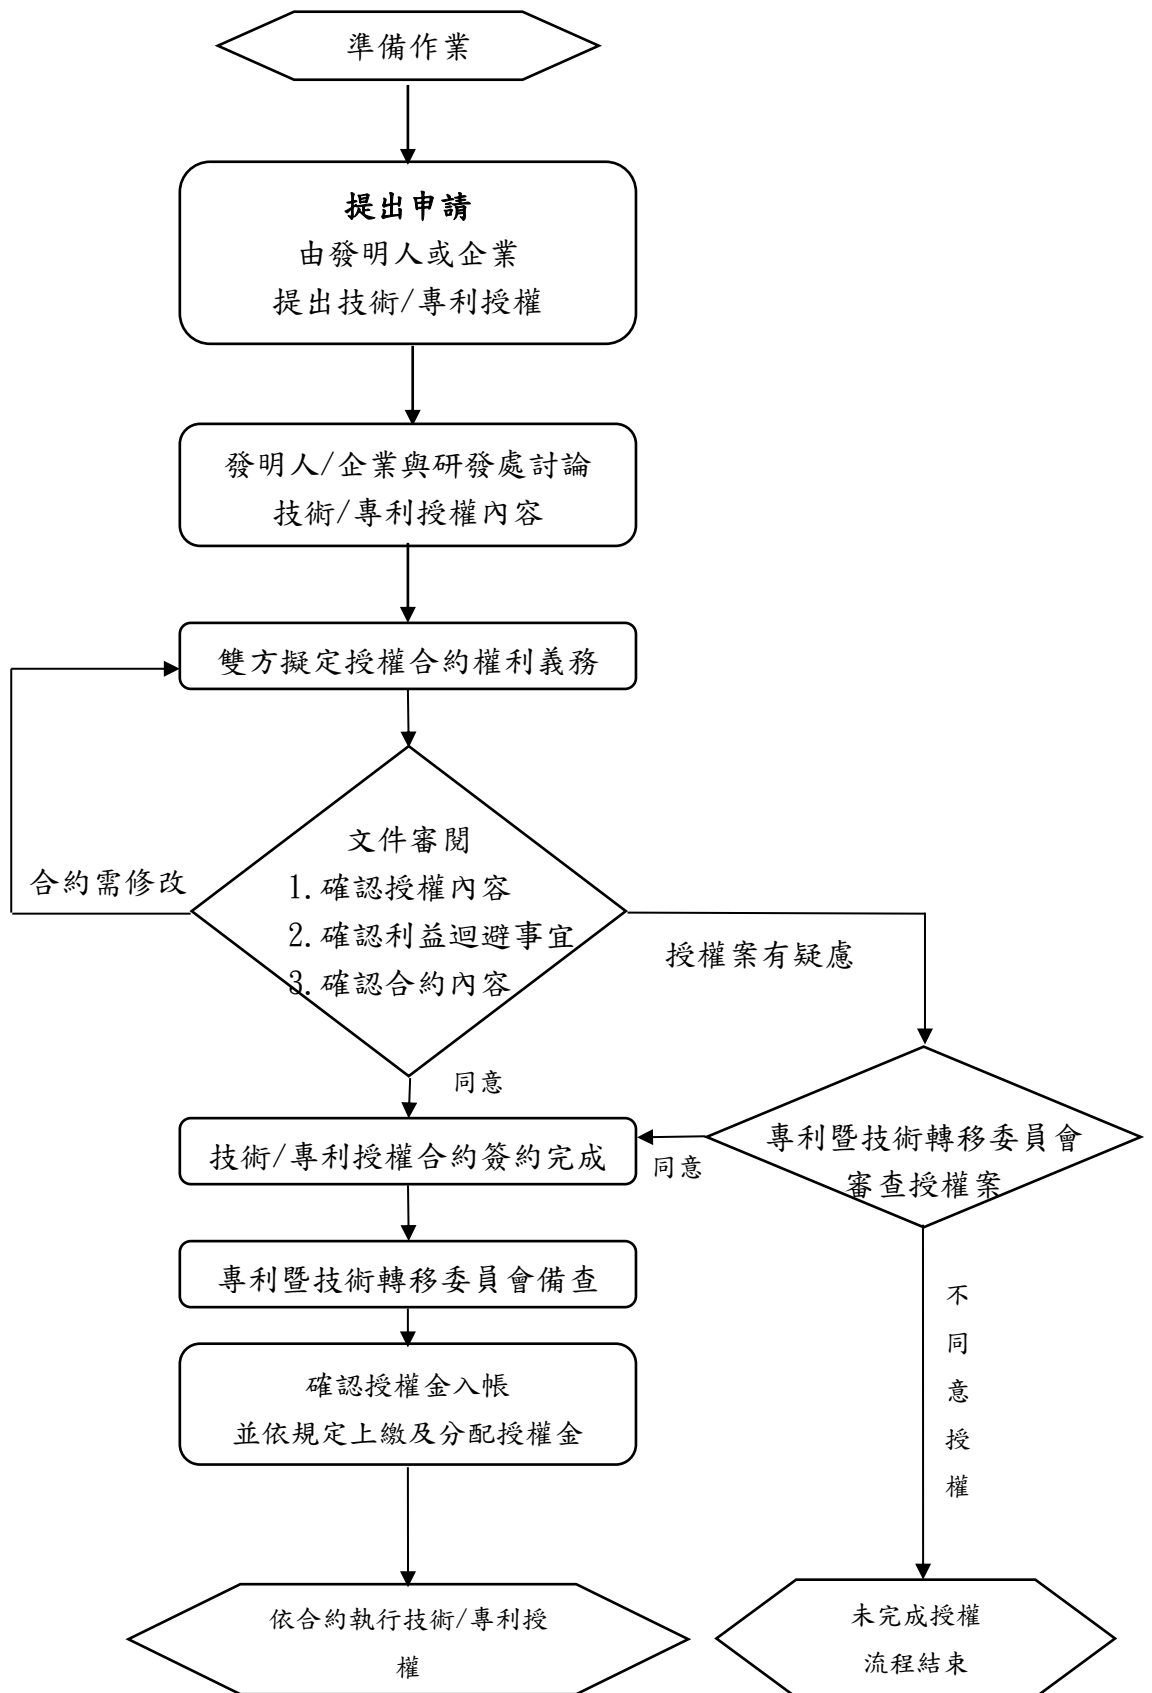 準備作業
提出申請
由發明人或企業
提出技術/專利授權
發明人/企業與研發處討論
技術/專利授權內容
雙方擬定授權合約權利義務
文件審閱
1.確認授權內容
2.確認利益迴避事宜
3.確認合約內容
合約需修改
授權案有疑慮
同意
專利暨技術轉移委員會
審查授權案
同意
技術/專利授權合約簽約完成
專利暨技術轉移委員會備查
確認授權金入帳
並依規定上繳及分配授權金
不
同
意
授
權
依合約執行技術/專利授
權
未完成授權
流程結束